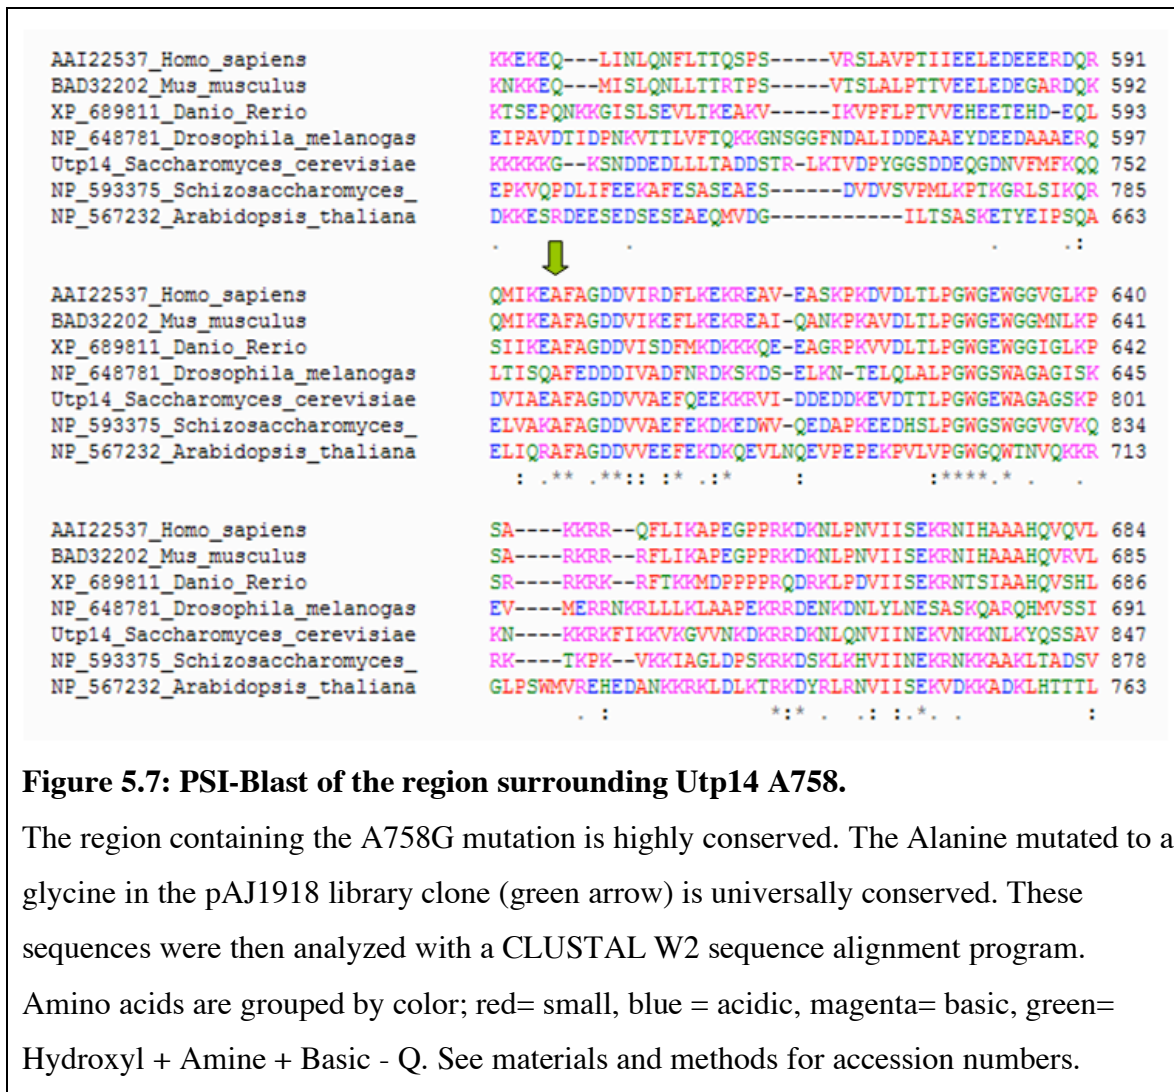 AAI22537_Homo_sapiens KKEKEQ---LINLQNFLTTQSPS-----VRSLAVPTIIEELEDEEERDQR 591
BAD32202_Mus_musculus KNKKEQ---MISLQNLLTTRTPS-----VTSLALPTTVEELEDEGARDQK 592
XP_689811_Danio_Rerio KTSEPQNKKGISLSEVLTKEAKV-----IKVPFLPTVVEHEETEHD-EQL 593
NP_648781_Drosophila_melanogas EIPAVDTIDPNKVTTLVFTQKKGNSGGFNDALIDDEAAEYDEEDAAAERQ 597
Utp14_Saccharomyces_cerevisiae KKKKKG--KSNDDEDLLLTADDSTR-LKIVDPYGGSDDEQGDNVFMFKQQ 752
NP_593375_Schizosaccharomyces_ EPKVQPDLIFEEKAFESASEAES------DVDVSVPMLKPTKGRLSIKQR 785
NP_567232_Arabidopsis_thaliana DKKESRDEESEDSESEAEQMVDG-----------ILTSASKETYEIPSQA 663
. . . .:
AAI22537_Homo_sapiens QMIKEAFAGDDVIRDFLKEKREAV-EASKPKDVDLTLPGWGEWGGVGLKP 640
BAD32202_Mus_musculus QMIKEAFAGDDVIKEFLKEKREAI-QANKPKAVDLTLPGWGEWGGMNLKP 641
XP_689811_Danio_Rerio SIIKEAFAGDDVISDFMKDKKKQE-EAGRPKVVDLTLPGWGEWGGIGLKP 642
NP_648781_Drosophila_melanogas LTISQAFEDDDIVADFNRDKSKDS-ELKN-TELQLALPGWGSWAGAGISK 645
Utp14_Saccharomyces_cerevisiae DVIAEAFAGDDVVAEFQEEKKRVI-DDEDDKEVDTTLPGWGEWAGAGSKP 801
NP_593375_Schizosaccharomyces_ ELVAKAFAGDDVVAEFEKDKEDWV-QEDAPKEEDHSLPGWGSWGGVGVKQ 834
NP_567232_Arabidopsis_thaliana ELIQRAFAGDDVVEEFEKDKQEVLNQEVPEPEKPVLVPGWGQWTNVQKKR 713
: .** .**:: :* .:* : :****.* . .
AAI22537_Homo_sapiens SA----KKRR--QFLIKAPEGPPRKDKNLPNVIISEKRNIHAAAHQVQVL 684
BAD32202_Mus_musculus SA----RKRR--RFLIKAPEGPPRKDKNLPNVIISEKRNIHAAAHQVRVL 685
XP_689811_Danio_Rerio SR----RKRK--RFTKKMDPPPPRQDRKLPDVIISEKRNTSIAAHQVSHL 686
NP_648781_Drosophila_melanogas EV----MERRNKRLLLKLAAPEKRRDENKDNLYLNESASKQARQHMVSSI 691
Utp14_Saccharomyces_cerevisiae KN----KKRKFIKKVKGVVNKDKRRDKNLQNVIINEKVNKKNLKYQSSAV 847
NP_593375_Schizosaccharomyces_ RK----TKPK--VKKIAGLDPSKRKDSKLKHVIINEKRNKKAAKLTADSV 878
NP_567232_Arabidopsis_thaliana GLPSWMVREHEDANKKRKLDLKTRKDYRLRNVIISEKVDKKADKLHTTTL 763
. : *:* . .: :.*. . :
Figure 5.7: PSI-Blast of the region surrounding Utp14 A758.
The region containing the A758G mutation is highly conserved. The Alanine mutated to a
glycine in the pAJ1918 library clone (green arrow) is universally conserved. These
sequences were then analyzed with a CLUSTAL W2 sequence alignment program.
Amino acids are grouped by color; red= small, blue = acidic, magenta= basic, green=
Hydroxyl + Amine + Basic - Q. See materials and methods for accession numbers.